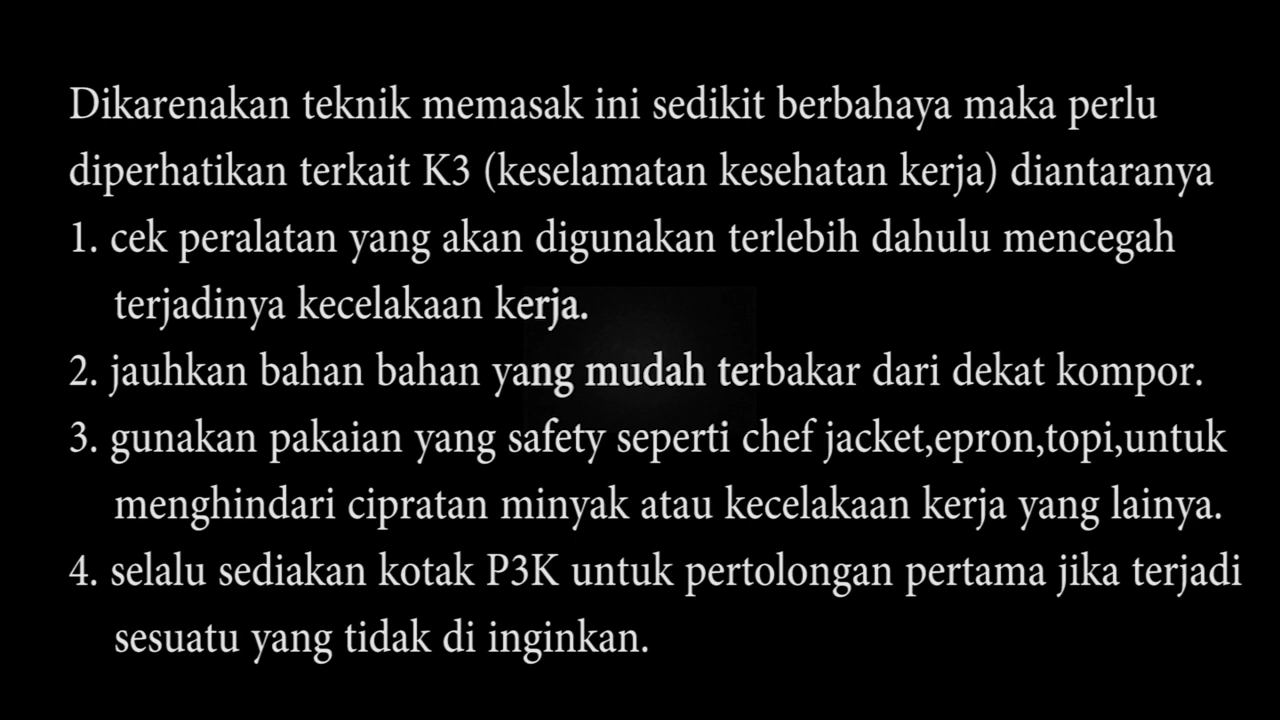 Dikarenakan teknik memasak ini sedikit berbahaya maka perlu
diperhatikan terkait K3 (keselamatan kesehatan kerja) diantaranya
1. cek peralatan yang akan digunakan terlebih dahulu mencegah
terjadinya kecelakaan kerja.
2. jauhkan bahan bahan yang mudah terbakar dari dekat kompor.
3. gunakan pakaian yang safety seperti chef jacket,epron,topi,untuk
menghindari cipratan minyak atau kecelakaan kerja yang lainya.
4. selalu sediakan kotak P3K untuk pertolongan pertama jika terjadi
sesuatu yang tidak di inginkan.